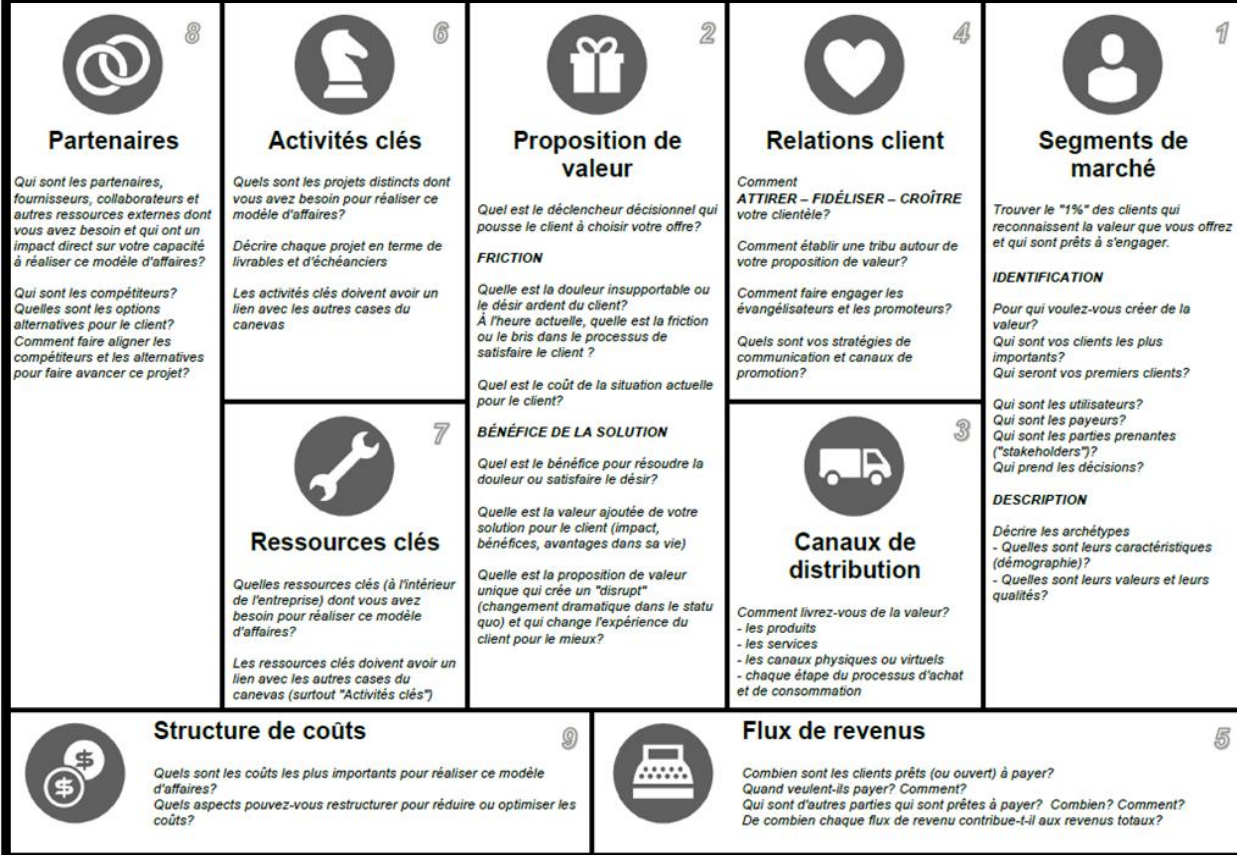 8
Partenaires
Qui sont les partenaires,
fournisseurs, collaborateurs et
autres ressources externes dont
vous avez besoin et qui ont un
impact direct sur votre capacité
à réaliser ce modèle d'affaires?
Qui sont les compétiteurs?
Quelles sont les options
alternatives pour le client?
Comment faire aligner les
compétiteurs et les alternatives
pour faire avancer ce projet?
6
Activités clés
Quels sont les projets distincts dont
vous avez besoin pour réaliser ce
modèle d'affaires?
Décrire chaque projet en terme de
livrables et d'échéanciers
Les activités clés doivent avoir un
lien avec les autres cases du
canevas
7
Ressources clés
Quelles ressources clés (à l'intérieur
de l'entreprise) dont vous avez
besoin pour réaliser ce modèle
d'affaires?
Les ressources clés doivent avoir un
lien avec les autres cases du
canevas (surtout "Activités clés")
2
Proposition de
valeur
Quel est le déclencheur décisionnel qui
pousse le client à choisir votre offre?
FRICTION
Quelle est la douleur insupportable ou
le désir ardent du client?
À l'heure actuelle, quelle est la friction
ou le bris dans le processus de
satisfaire le client ?
Quel est le coût de la situation actuelle
pour le client?
BÉNÉFICE DE LA SOLUTION
Quel est le bénéfice pour résoudre la
douleur ou satisfaire le désir?
Quelle est la valeur ajoutée de votre
solution pour le client (impact,
bénéfices, avantages dans sa vie)
Quelle est la proposition de valeur
unique qui crée un "disrupt"
(changement dramatique dans le statu
quo) et qui change l'expérience du
client pour le mieux?
4
Relations client
Comment
ATTIRER – FIDÉLISER – CROÎTRE
votre clientèle?
Comment établir une tribu autour de
votre proposition de valeur?
Comment faire engager les
évangélisateurs et les promoteurs?
Quels sont vos stratégies de
communication et canaux de
promotion?
3
Canaux de
distribution
Comment livrez-vous de la valeur?
- les produits
- les services
- les canaux physiques ou virtuels
- chaque étape du processus d'achat
et de consommation
1
Segments de
marché
Trouver le "1%" des clients qui
reconnaissent la valeur que vous offrez
et qui sont prêts à s'engager.
IDENTIFICATION
Pour qui voulez-vous créer de la
valeur?
Qui sont vos clients les plus
importants?
Qui seront vos premiers clients?
Qui sont les utilisateurs?
Qui sont les payeurs?
Qui sont les parties prenantes
("stakeholders")?
Qui prend les décisions?
DESCRIPTION
Décrire les archétypes
- Quelles sont leurs caractéristiques
(démographie)?
- Quelles sont leurs valeurs et leurs
qualités?
$
$
Structure de coûts
9
Quels sont les coûts les plus importants pour réaliser ce modèle
d'affaires?
Quels aspects pouvez-vous restructurer pour réduire ou optimiser les
coûts?
Flux de revenus
5
Combien sont les clients prêts (ou ouvert) à payer?
Quand veulent-ils payer? Comment?
Qui sont d'autres parties qui sont prêtes à payer? Combien? Comment?
De combien chaque flux de revenu contribue-t-il aux revenus totaux?